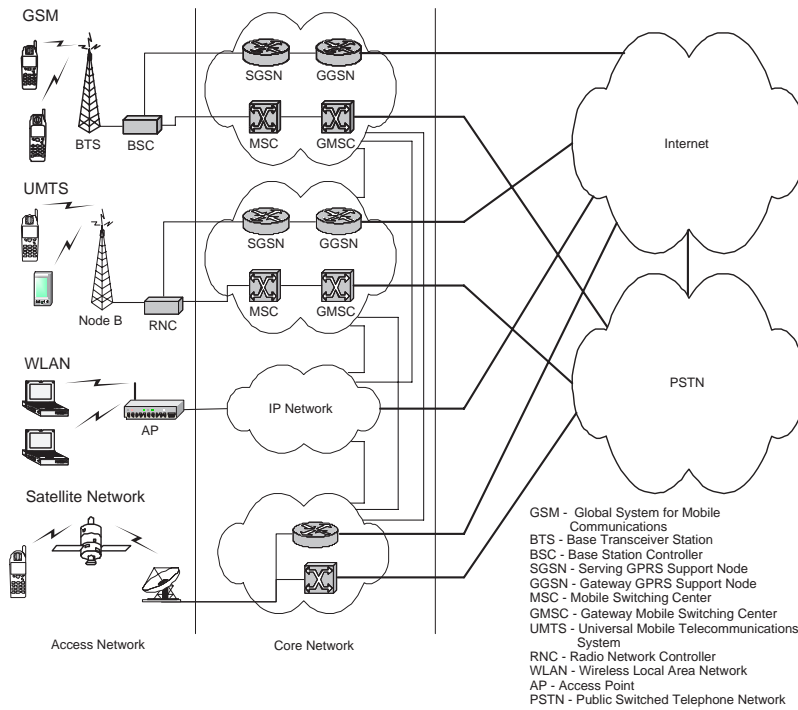 GSM
SGSN GGSN
BTS BSC MSC GMSC
Internet
UMTS
SGSN GGSN
Node B RNC MSC GMSC
WLAN
PSTN
IP Network
AP
Satellite Network
Access Network Core Network
GSM - Global System for Mobile
Communications
BTS - Base Transceiver Station
BSC - Base Station Controller
SGSN - Serving GPRS Support Node
GGSN - Gateway GPRS Support Node
MSC - Mobile Switching Center
GMSC - Gateway Mobile Switching Center
UMTS - Universal Mobile Telecommunications
System
RNC - Radio Network Controller
WLAN - Wireless Local Area Network
AP - Access Point
PSTN - Public Switched Telephone Network